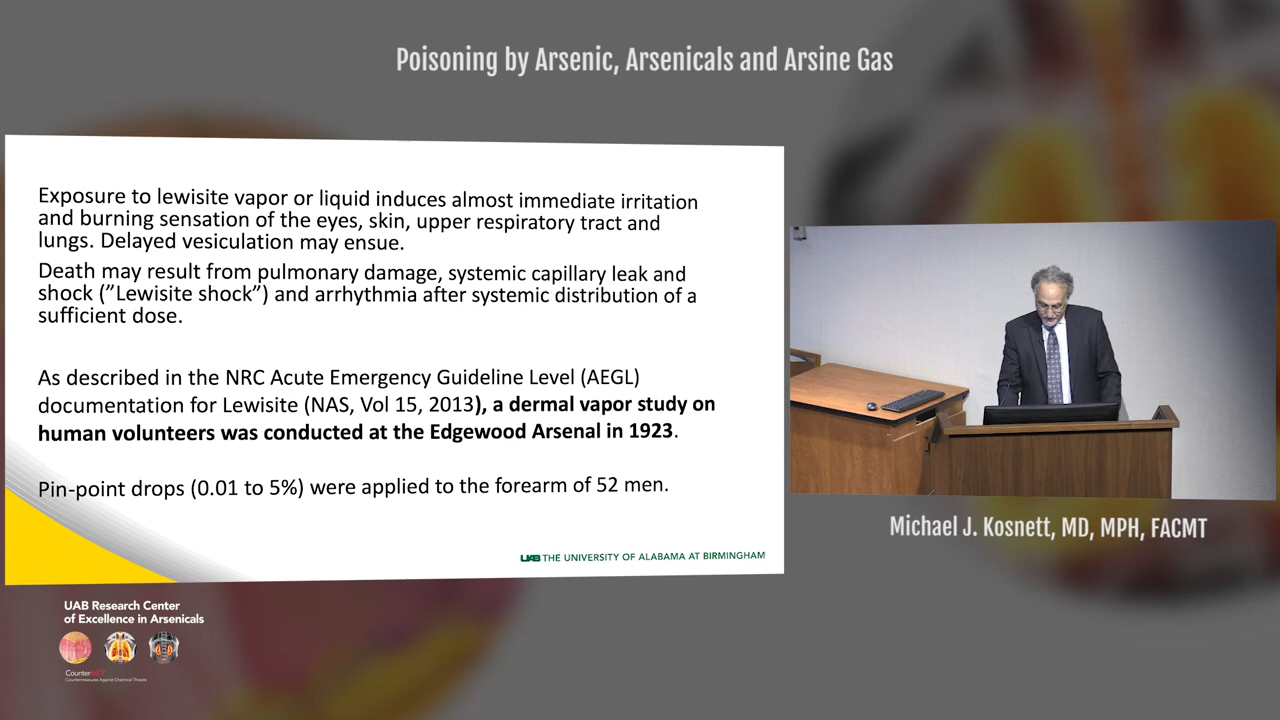 Poisoning by Arsenic, Arsenicals and Arsine Gas
Exposure to lewisite vapor or liquid induces almost immediate irritation
and burning sensation of the eyes, skin, upper respiratory tract and
lungs. Delayed vesiculation may ensue.
Death may result from pulmonary damage, systemic capillary leak and
shock (”Lewisite shock”) and arrhythmia after systemic distribution of a
sufficient dose.
As described in the NRC Acute Emergency Guideline Level (AEGL)
documentation for Lewisite (NAS, Vol 15, 2013), a dermal vapor study on
human volunteers was conducted at the Edgewood Arsenal in 1923.
Pin-point drops (0.01 to 5%) were applied to the forearm of 52 men.
UAB THE UNIVERSITY OF ALABAMA AT BIRMINGHAM
Michael J. Kosnett, MD, MPH, FACMT
UAB Research Center
of Excellence in Arsenicals
CounterACT
Countermeasures Against Chemical Threats